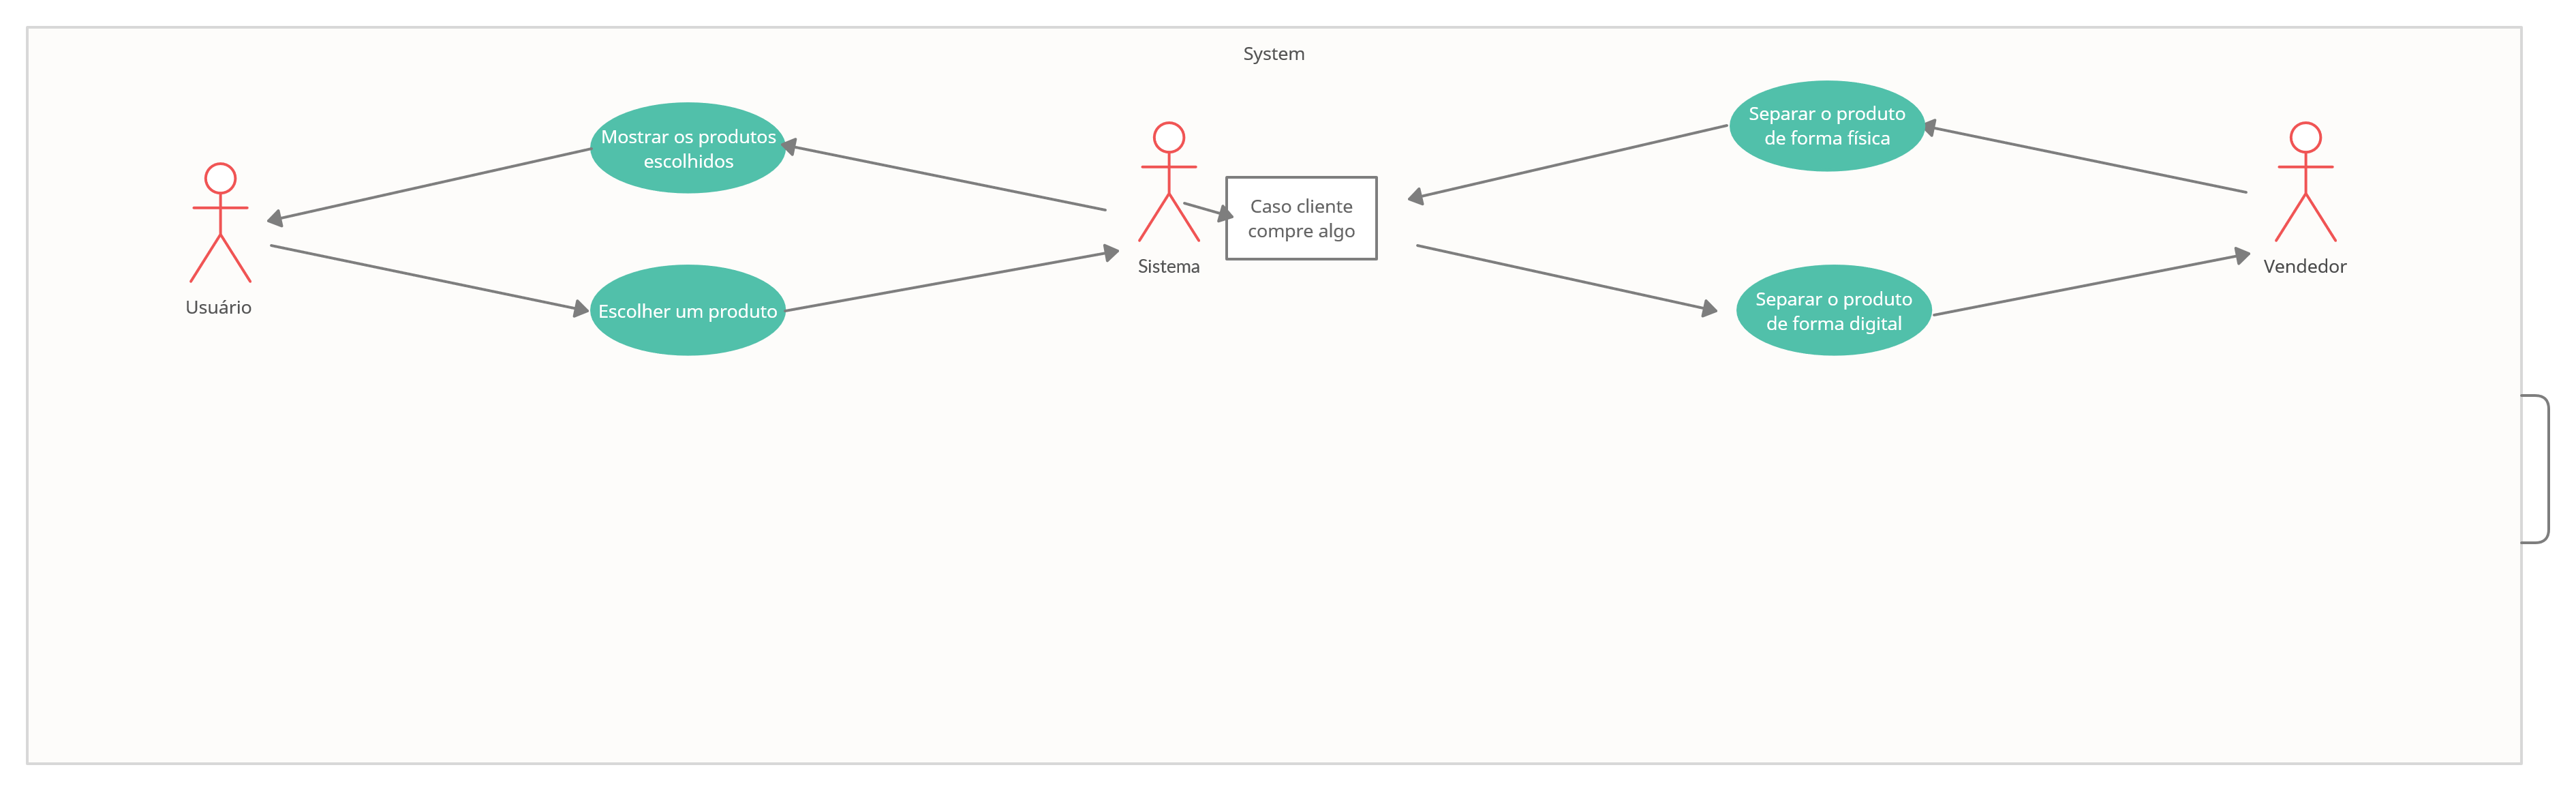 System
Mostrar os produtos
escolhidos
Escolher um produto
Usuário
Sistema
Caso cliente
compre algo
Separar o produto
de forma física
Separar o produto
de forma digital
Vendedor